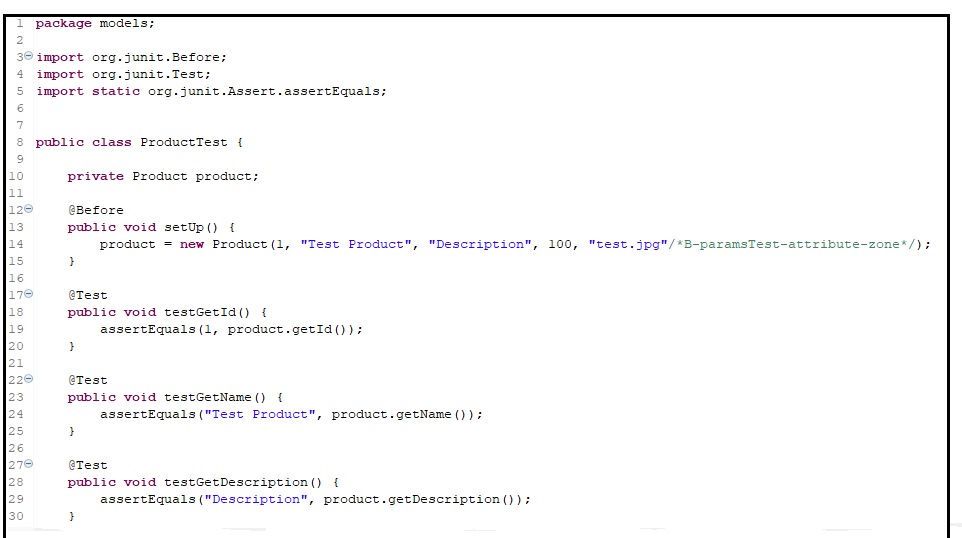 1 package models;
2
3 import org.junit.Before;
4 import org.junit.Test;
5 import static org.junit.Assert.assertEquals;
6
7
8 public class ProductTest {
9
10     private Product product;
11
12     @Before
13     public void setUp() {
14         product = new Product(1, "Test Product", "Description", 100, "test.jpg"/*B-paramsTest-attribute-zone*/);
15     }
16
17     @Test
18     public void testGetId() {
19         assertEquals(1, product.getId());
20     }
21
22     @Test
23     public void testGetName() {
24         assertEquals("Test Product", product.getName());
25     }
26
27     @Test
28     public void testGetDescription() {
29         assertEquals("Description", product.getDescription());
30     }